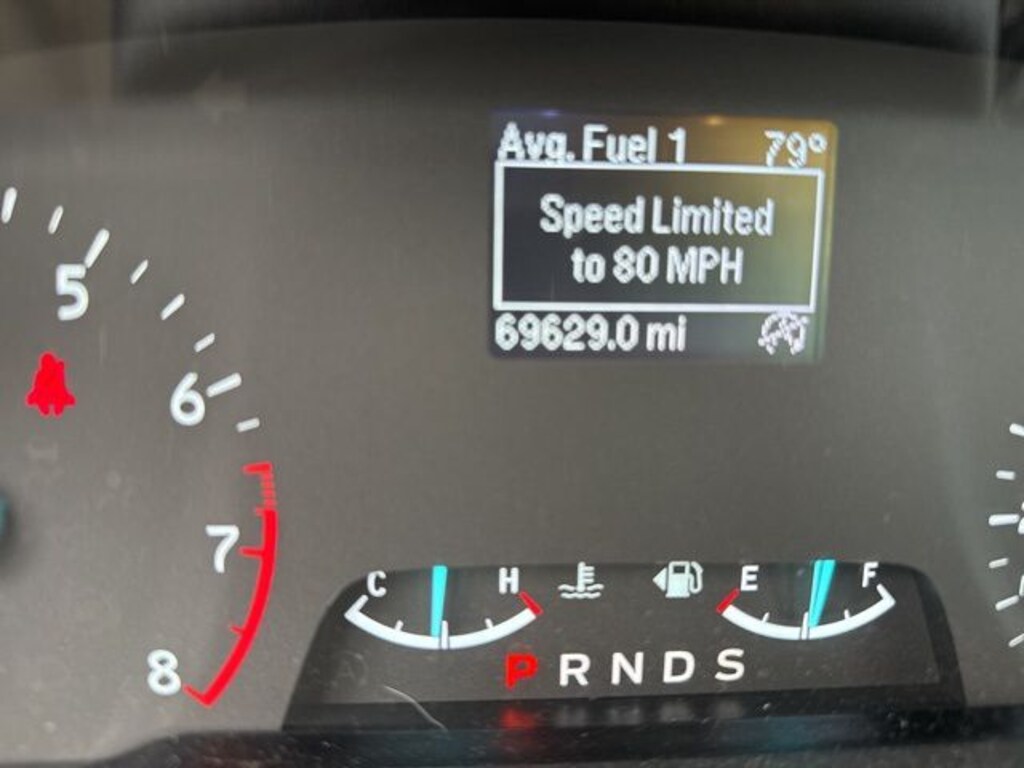 Avg. Fuel 1 79°
Speed Limited
to 80 MPH
69629.0 mi
5
6
7
8
C H
E F
P R N D S